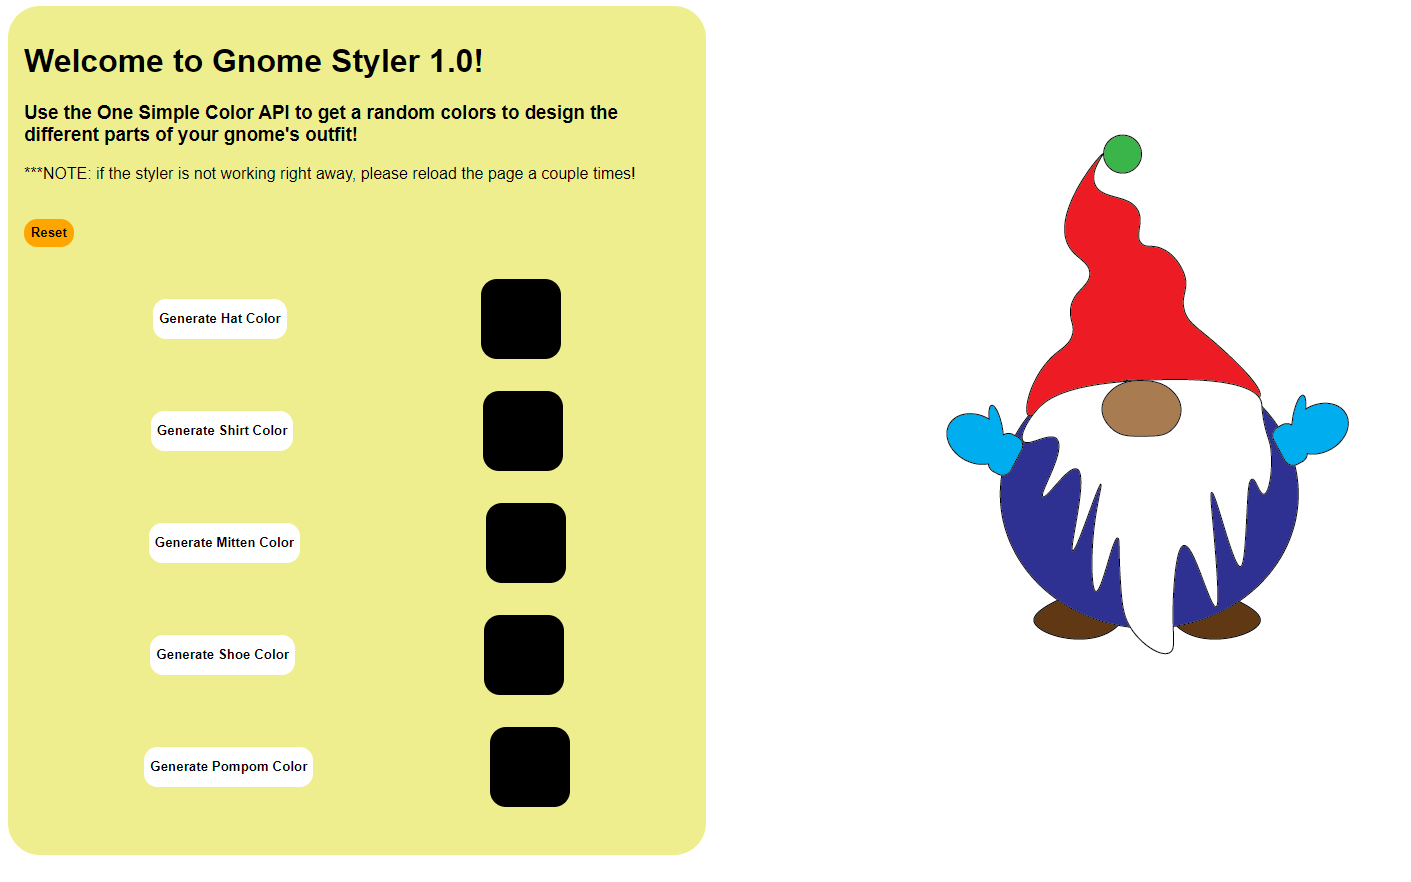 Welcome to Gnome Styler 1.0!
Use the One Simple Color API to get a random colors to design the
different parts of your gnome's outfit!
***NOTE: if the styler is not working right away, please reload the page a couple times!
Reset
Generate Hat Color
Generate Shirt Color
Generate Mitten Color
Generate Shoe Color
Generate Pompom Color